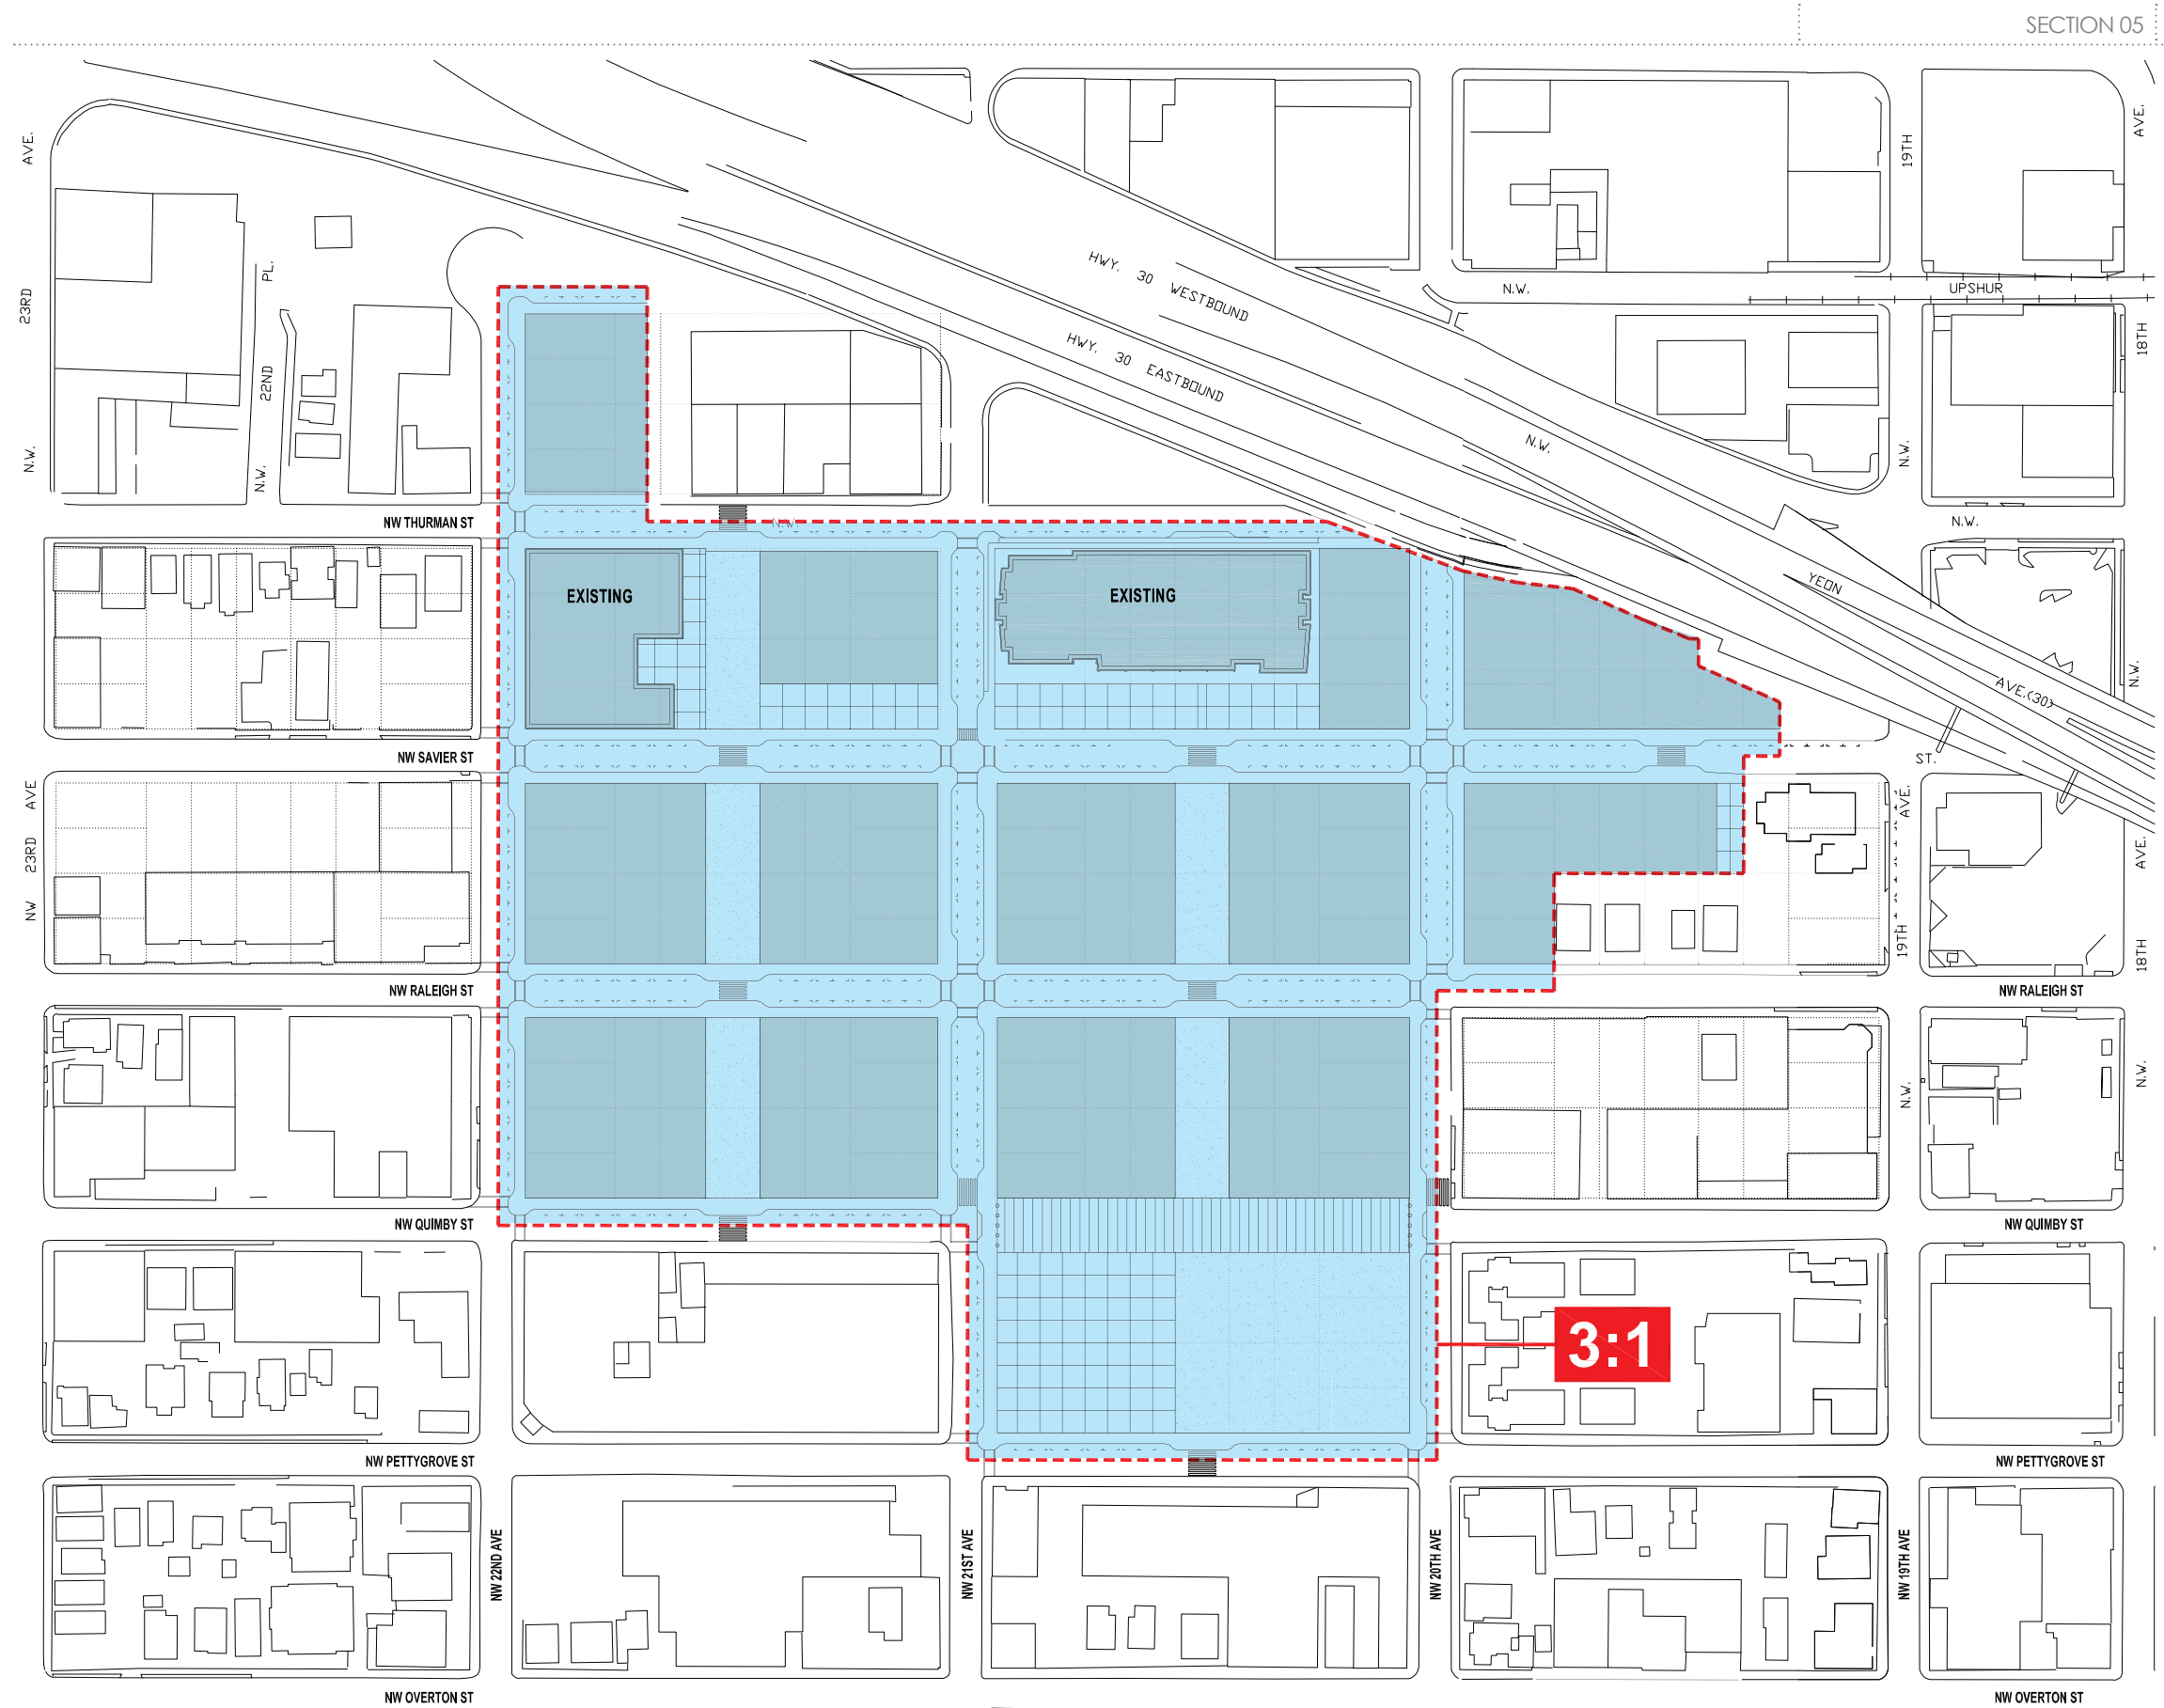 SECTION 05
AVE.
23RD
N.W.
PL.
22ND
N.W.
HWY. 30 WESTBOUND
HWY. 30 EASTBOUND
N.W.
UPSHUR
19TH
N.W.
AVE.
18TH
N.W.
N.W.
YEON
AVE.(30)
NW THURMAN ST
N.W.
N.W.
EXISTING
EXISTING
NW SAVIER ST
ST.
AVE
23RD
NW
AVE.
19TH
AVE.
18TH
N.W.
NW RALEIGH ST
NW RALEIGH ST
N.W.
NW QUIMBY ST
NW QUIMBY ST
3:1
NW PETTYGROVE ST
NW PETTYGROVE ST
NW 22ND AVE
NW 21ST AVE
NW 20TH AVE
NW 19TH AVE
NW OVERTON ST
NW OVERTON ST